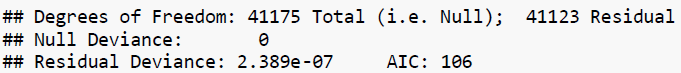 ## Degrees of Freedom: 41175 Total (i.e. Null);  41123 Residual
## Null Deviance:       0
## Residual Deviance: 2.389e-07     AIC: 106